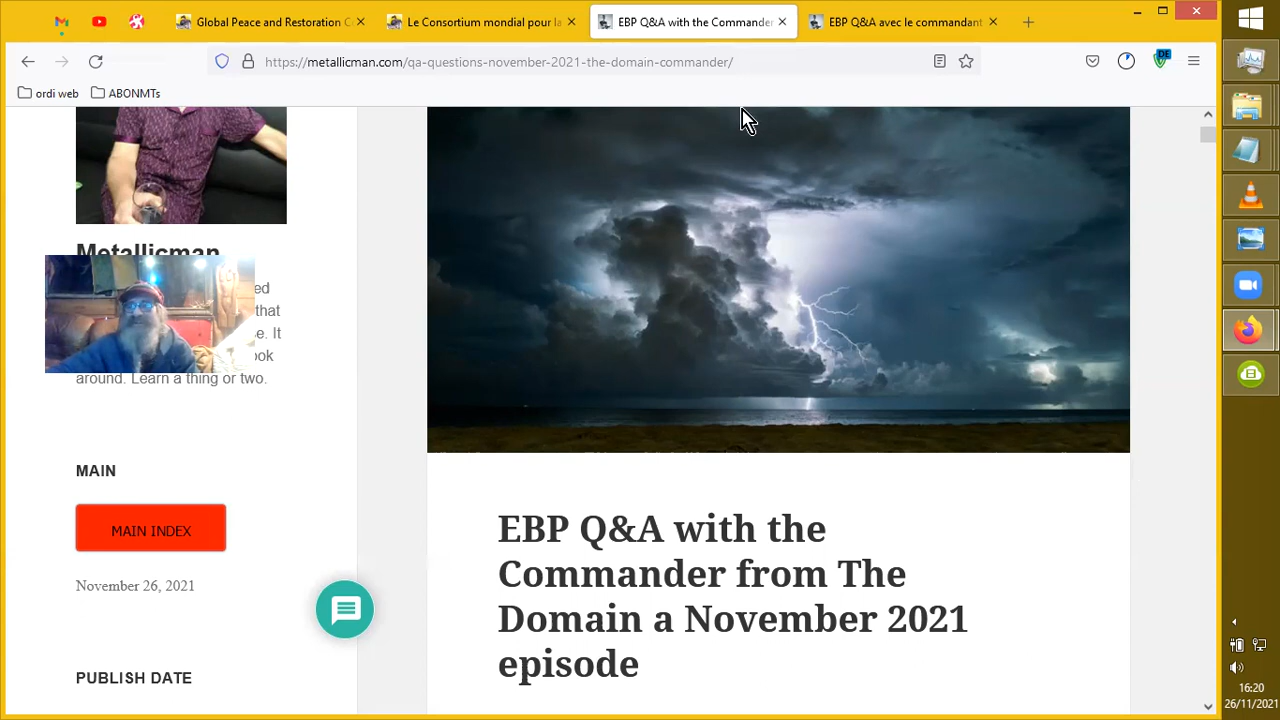 Global Peace and Restoration C
Le Consortium mondial pour la
EBP Q&A with the Commander
EBP Q&A avec le commandant
https://metallicman.com/qa-questions-november-2021-the-domain-commander/
DE
ordi web
ABONMTs
Metallicman
ed
that
se. It
ook
around. Learn a thing or two.
MAIN
MAIN INDEX
November 26, 2021
PUBLISH DATE
EBP Q&A with the
Commander from The
Domain a November 2021
episode
16:20
26/11/2021